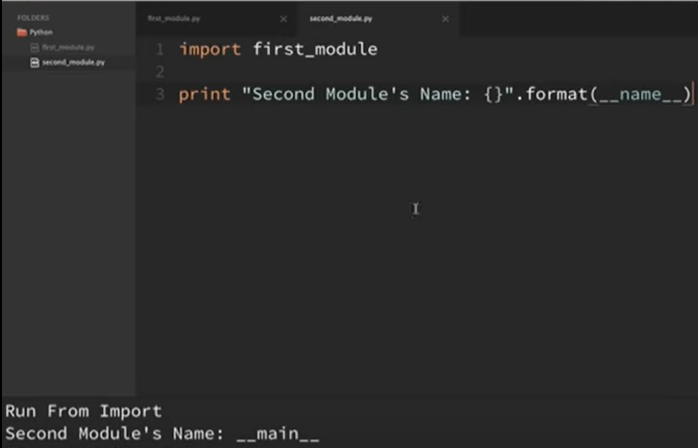 FOLDERS
Python
first_module.py
second_module.py
first_module.py ×
second_module.py ×
1 import first_module
2
3 print "Second Module's Name: {}".format(__name__)
Run From Import
Second Module's Name: __main__